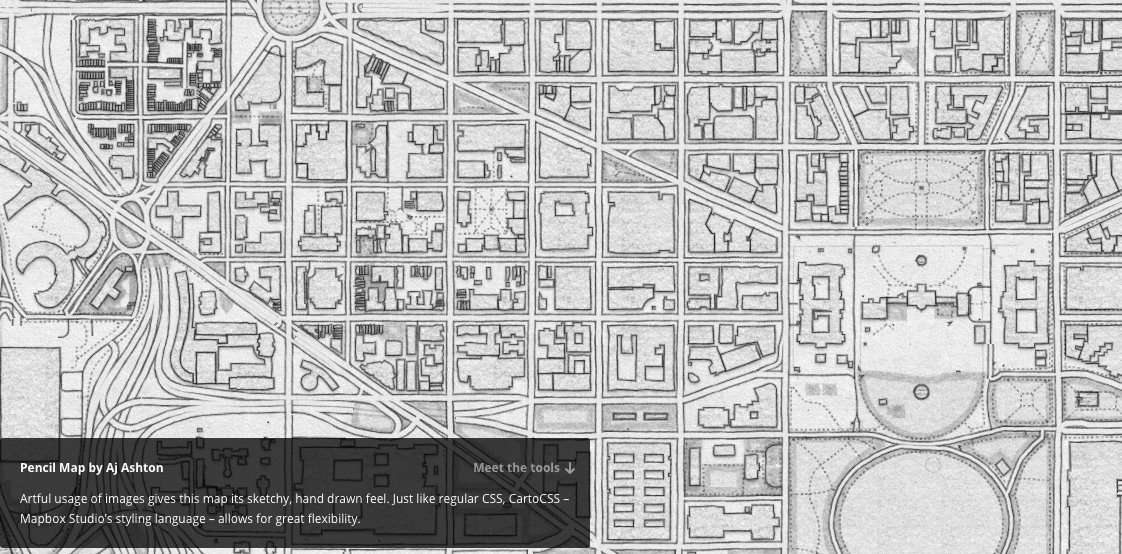 Pencil Map by Aj Ashton
Meet the tools ↓
Artful usage of images gives this map its sketchy, hand drawn feel. Just like regular CSS, CartoCSS –
Mapbox Studio's styling language – allows for great flexibility.